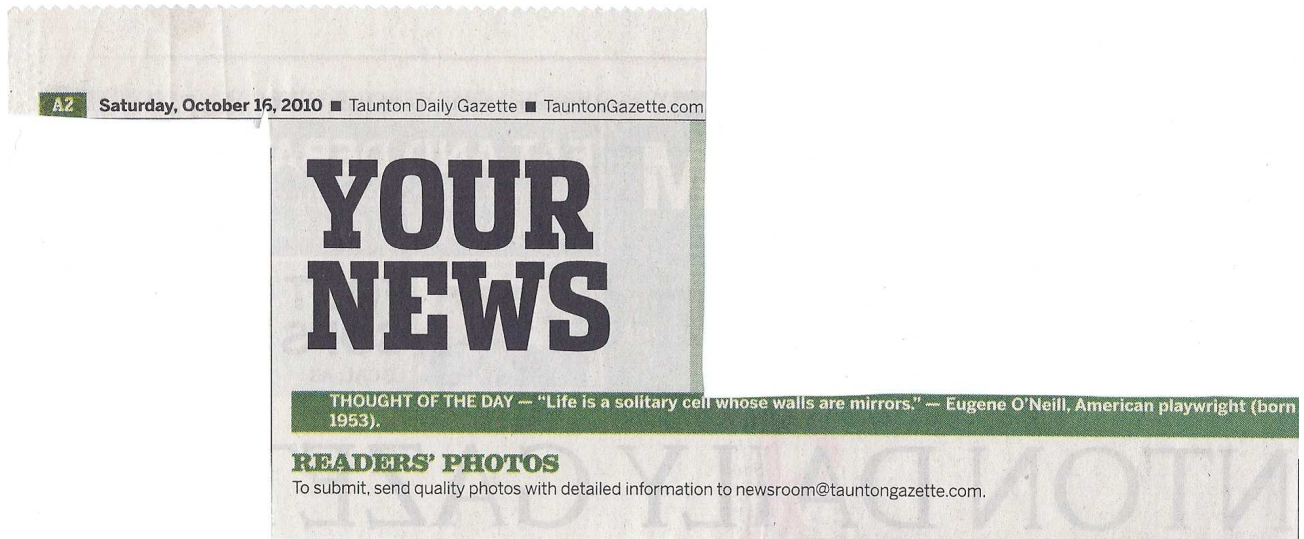 A2 Saturday, October 16, 2010 ■ Taunton Daily Gazette ■ TauntonGazette.com
YOUR
NEWS
THOUGHT OF THE DAY — “Life is a solitary cell whose walls are mirrors.” — Eugene O’Neill, American playwright (born
1953).
READERS’ PHOTOS
To submit, send quality photos with detailed information to newsroom@tauntongazette.com.